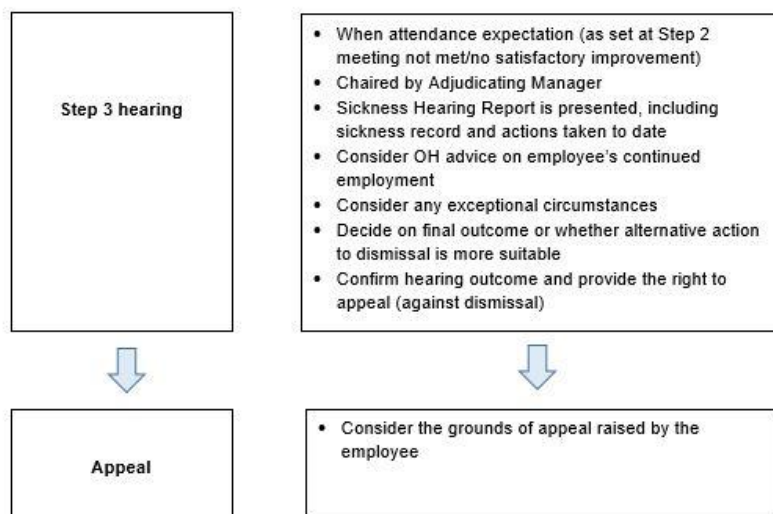 Step 3 hearing
• When attendance expectation (as set at Step 2
meeting not met/no satisfactory improvement)
• Chaired by Adjudicating Manager
• Sickness Hearing Report is presented, including
sickness record and actions taken to date
• Consider OH advice on employee's continued
employment
• Consider any exceptional circumstances
• Decide on final outcome or whether alternative action
to dismissal is more suitable
• Confirm hearing outcome and provide the right to
appeal (against dismissal)
Appeal
• Consider the grounds of appeal raised by the
employee